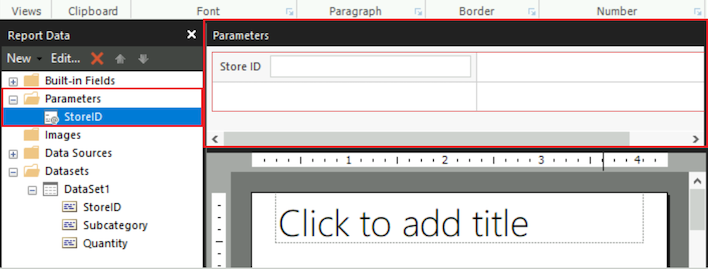 Views Clipboard Font Paragraph Border Number
Report Data
New Edit...
Built-in Fields
Parameters
StoreID
Images
Data Sources
Datasets
DataSet1
StoreID
Subcategory
Quantity
Parameters
Store ID
1 2 3 4
Click to add title